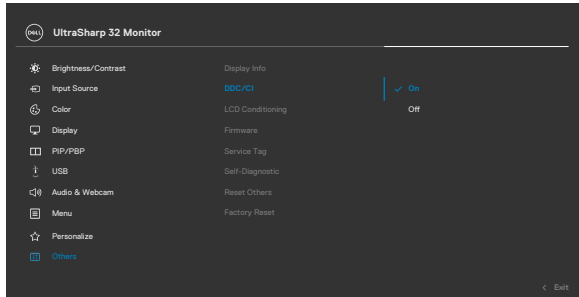 DELL UltraSharp 32 Monitor
Brightness/Contrast Display Info
Input Source DDC/CI On
Color LCD Conditioning Off
Display Firmware
PIP/PBP Service Tag
USB Self-Diagnostic
Audio & Webcam Reset Others
Menu Factory Reset
Personalize
Others
Exit